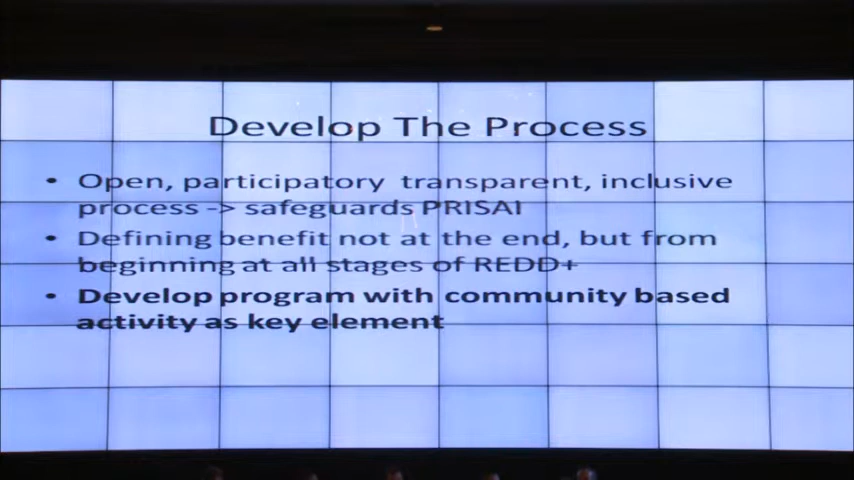 Develop The Process
• Open, participatory transparent, inclusive
process -> safeguards PRISAI
• Defining benefit not at the end, but from
beginning at all stages of REDD+
• Develop program with community based
activity as key element